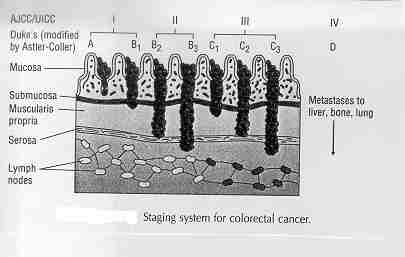 AJCC/UICC I II III IV
Duke's (modified
by Astler-Coller) A B1 B2 B3 C1 C2 C3 D
Mucosa
Submucosa
Muscularis
propria
Serosa
Lymph
nodes
Metastases to
liver, bone, lung
Staging system for colorectal cancer.